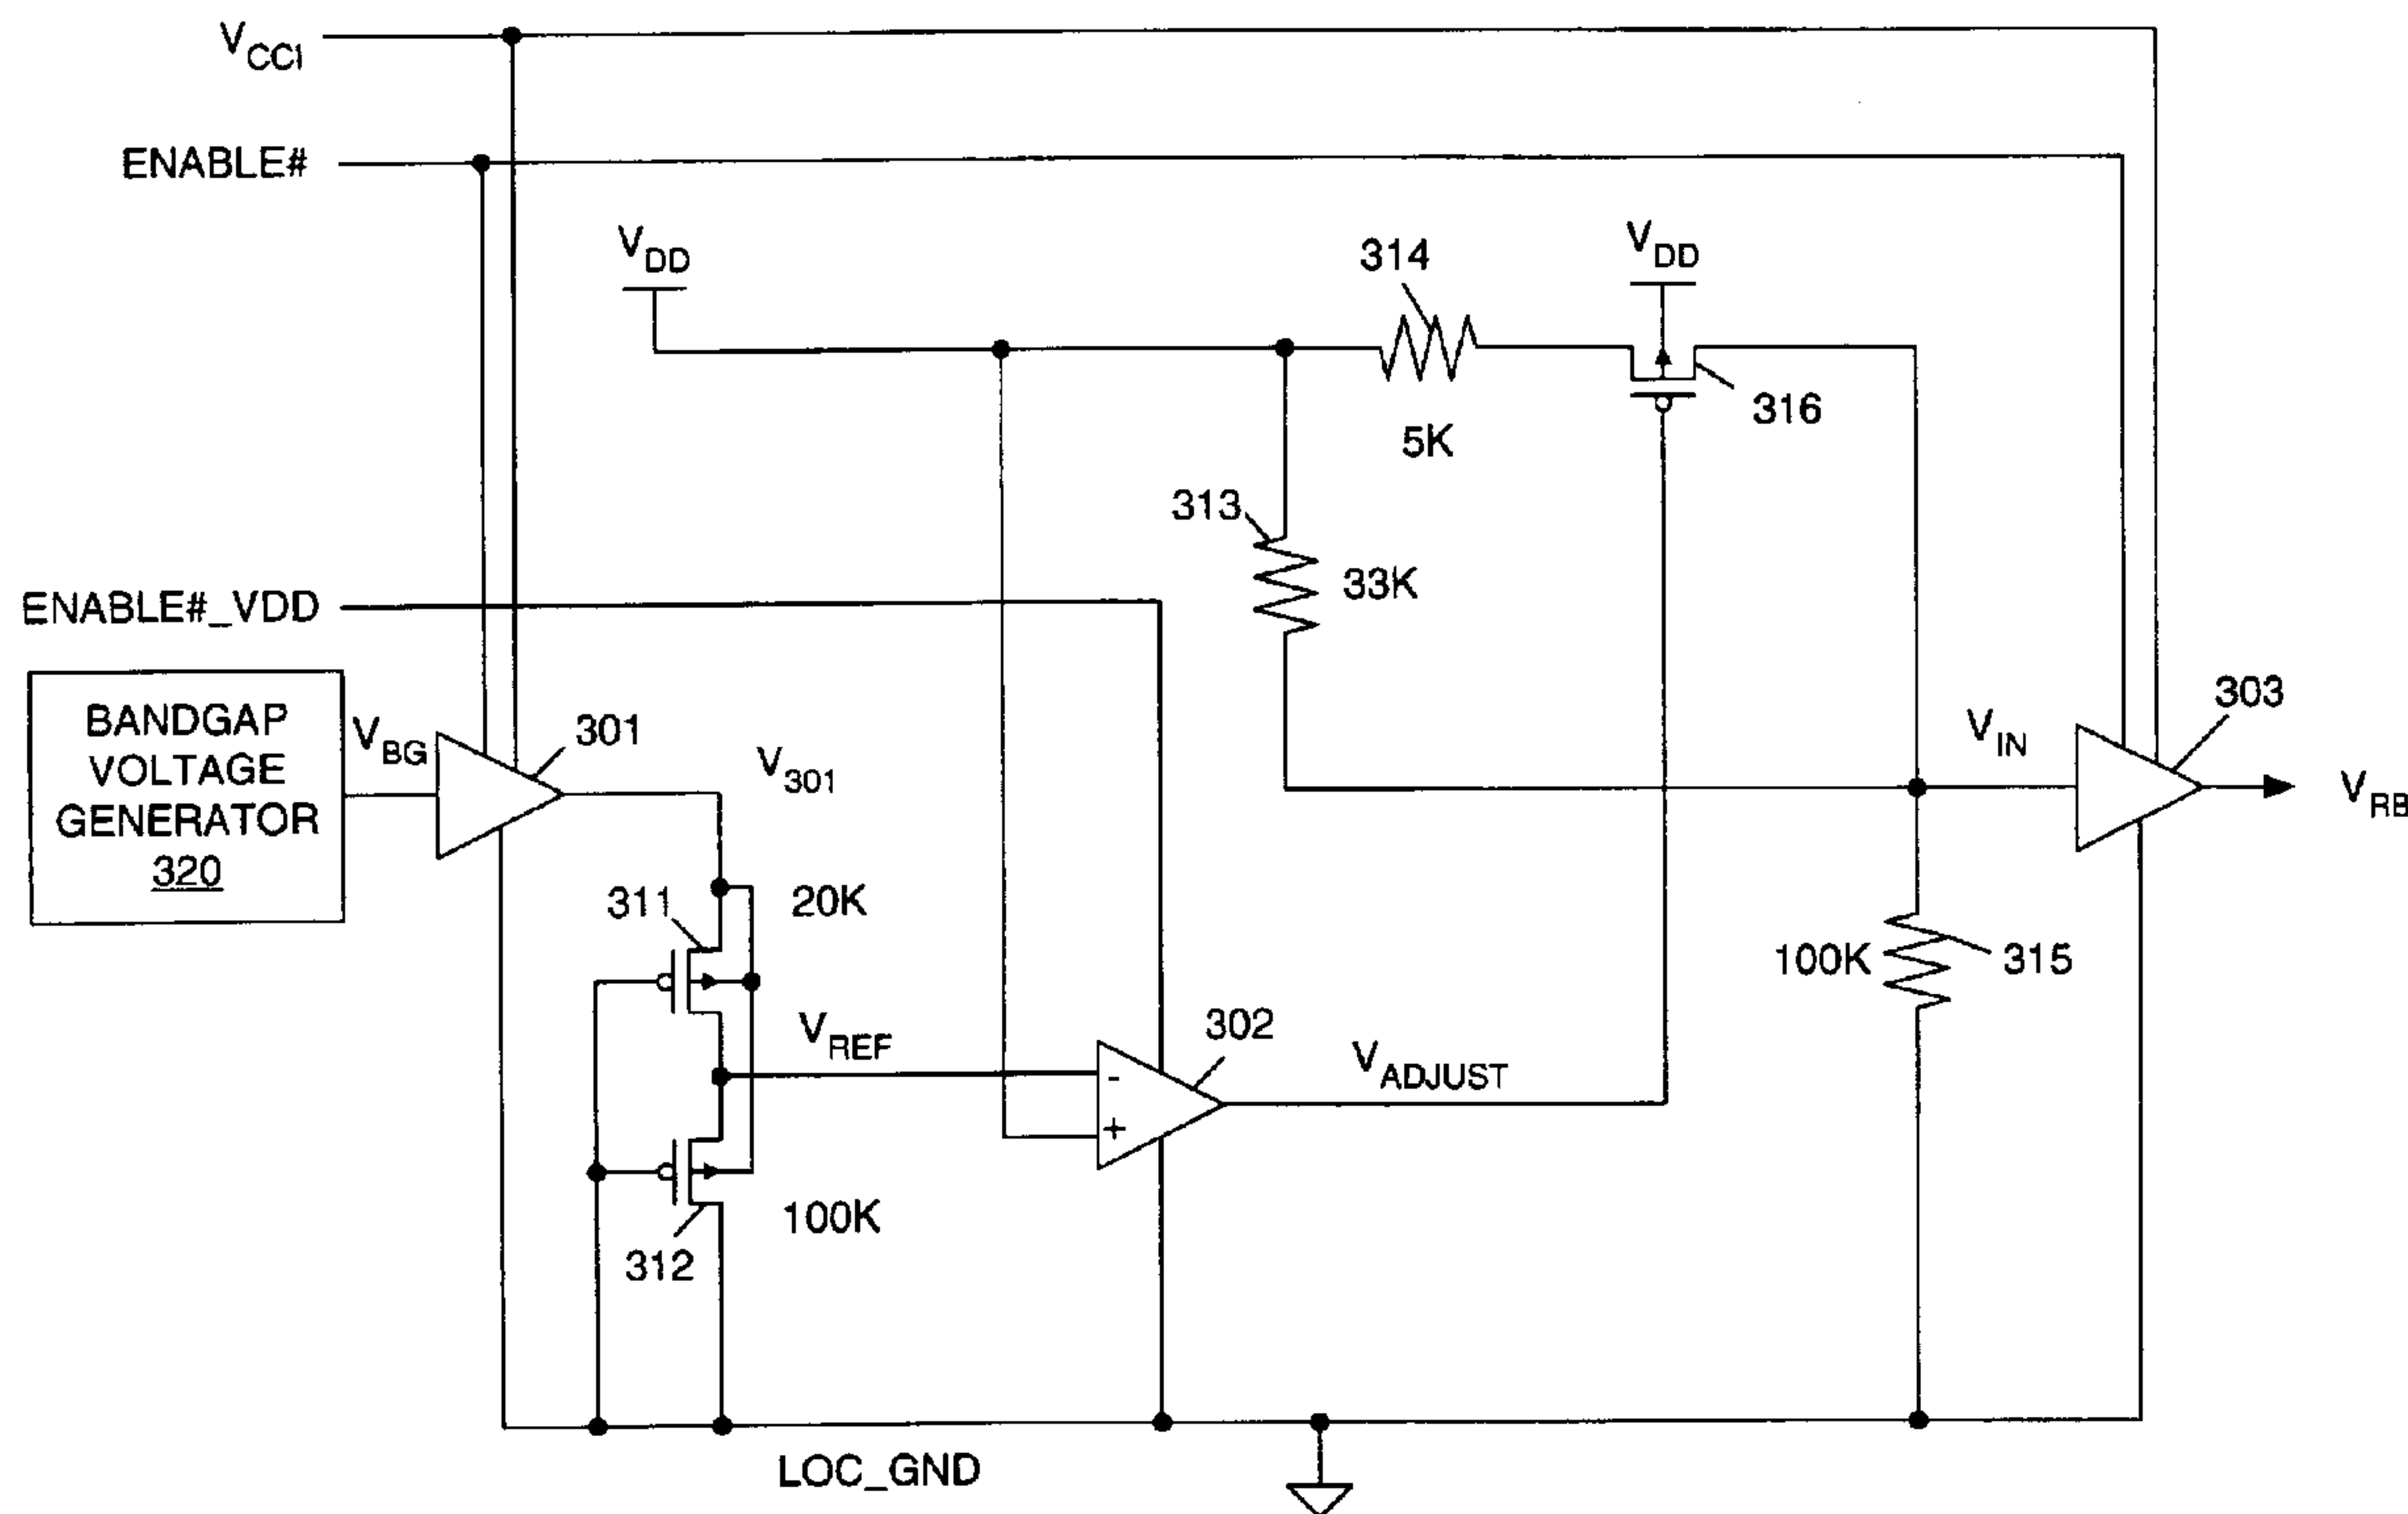 VCCI
ENABLE#
VDD
314
VDD
316
5K
313
33K
ENABLE#_VDD
BANDGAP
VOLTAGE
GENERATOR
320
VBG
301
V301
VIN
303
VRB
311
20K
100K
315
VREF
302
VADJUST
-
+
312
100K
LOC_GND